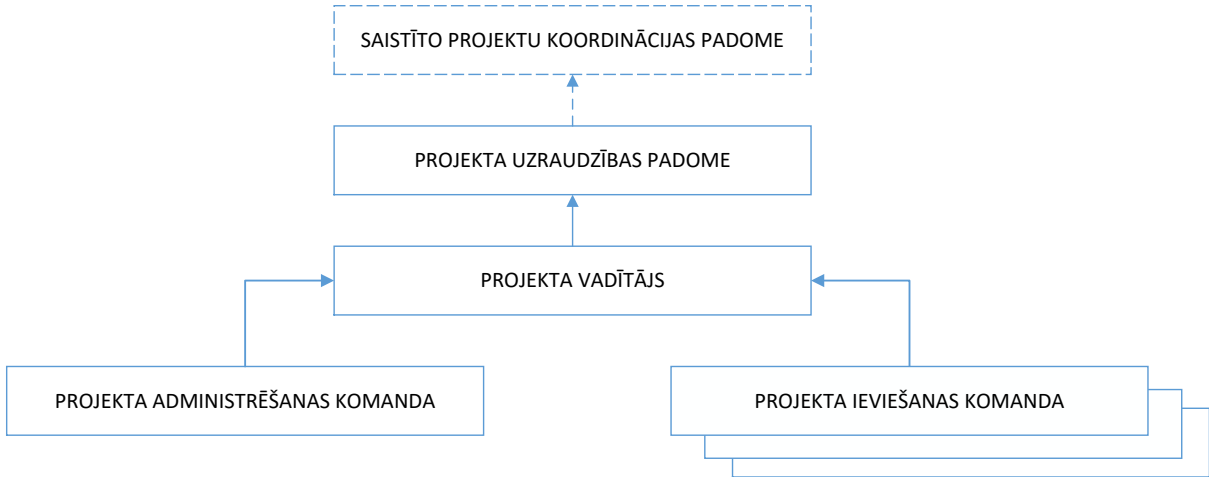 SAISTĪTO PROJEKTU KOORDINĀCIJAS PADOME
PROJEKTA UZRAUDZĪBAS PADOME
PROJEKTA VADĪTĀJS
PROJEKTA ADMINISTRĒŠANAS KOMANDA
PROJEKTA IEVIEŠANAS KOMANDA